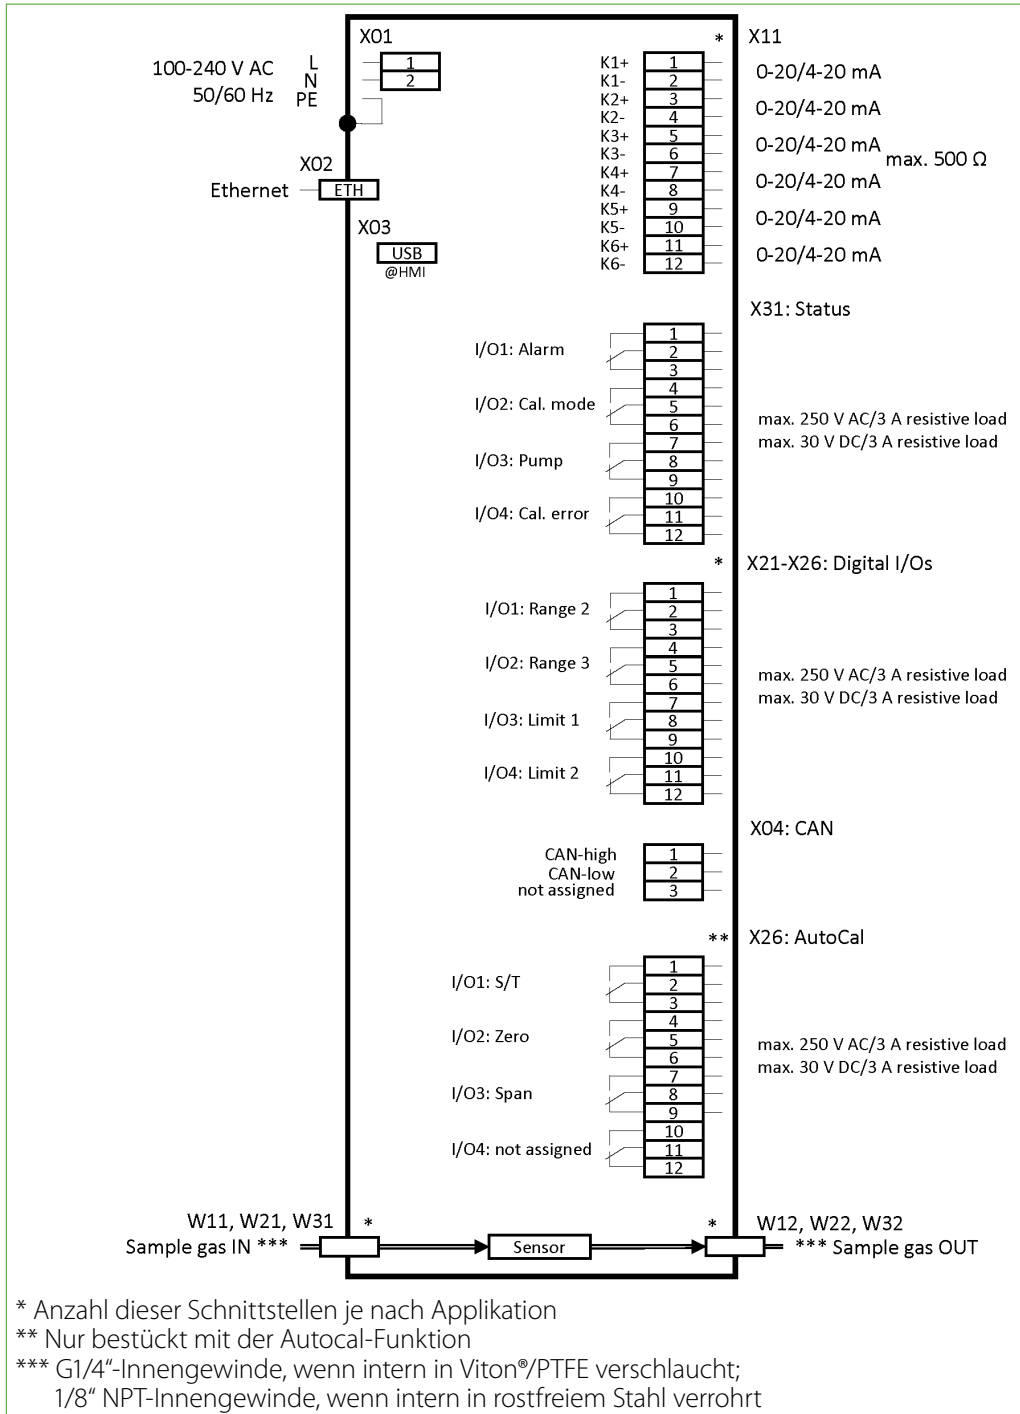 X01
100-240 V AC
50/60 Hz
L
N
PE
1
2
X02
Ethernet
ETH
X03
USB
@HMI
* X11
K1+ 1
K1- 2
0-20/4-20 mA
K2+ 3
K2- 4
0-20/4-20 mA
K3+ 5
K3- 6
0-20/4-20 mA
max. 500 Ω
K4+ 7
K4- 8
0-20/4-20 mA
K5+ 9
K5- 10
0-20/4-20 mA
K6+ 11
K6- 12
0-20/4-20 mA
X31: Status
I/O1: Alarm
1
2
3
I/O2: Cal. mode
4
5
6
I/O3: Pump
7
8
9
I/O4: Cal. error
10
11
12
max. 250 V AC/3 A resistive load
max. 30 V DC/3 A resistive load
* X21-X26: Digital I/Os
I/O1: Range 2
1
2
3
I/O2: Range 3
4
5
6
I/O3: Limit 1
7
8
9
I/O4: Limit 2
10
11
12
max. 250 V AC/3 A resistive load
max. 30 V DC/3 A resistive load
X04: CAN
CAN-high 1
CAN-low 2
not assigned 3
** X26: AutoCal
I/O1: S/T
1
2
3
I/O2: Zero
4
5
6
I/O3: Span
7
8
9
I/O4: not assigned
10
11
12
max. 250 V AC/3 A resistive load
max. 30 V DC/3 A resistive load
W11, W21, W31 *
Sample gas IN ***
Sensor
* W12, W22, W32
*** Sample gas OUT
* Anzahl dieser Schnittstellen je nach Applikation
** Nur bestückt mit der Autocal-Funktion
*** G1/4“-Innengewinde, wenn intern in Viton®/PTFE verschlaucht;
1/8“ NPT-Innengewinde, wenn intern in rostfreiem Stahl verrohrt